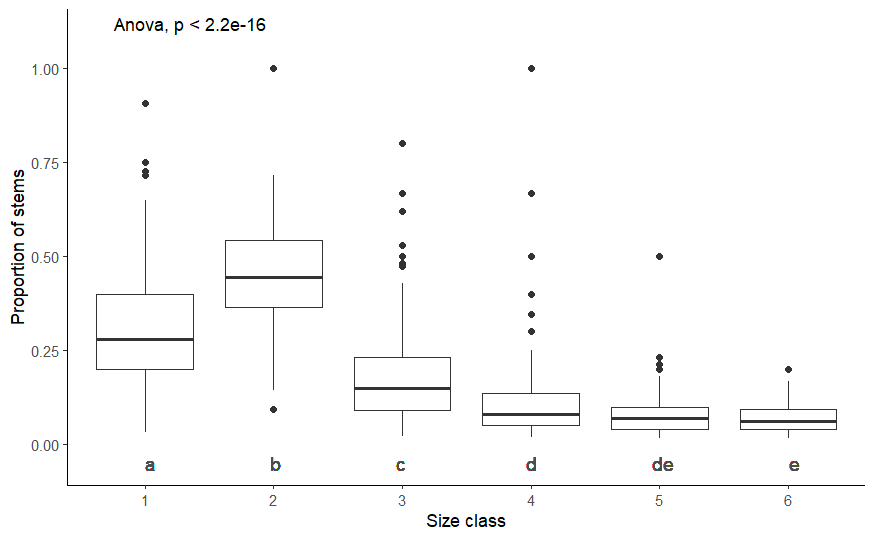 Anova, p < 2.2e-16
Proportion of stems
1.00
0.75
0.50
0.25
0.00
a b c d de e
1 2 3 4 5 6
Size class